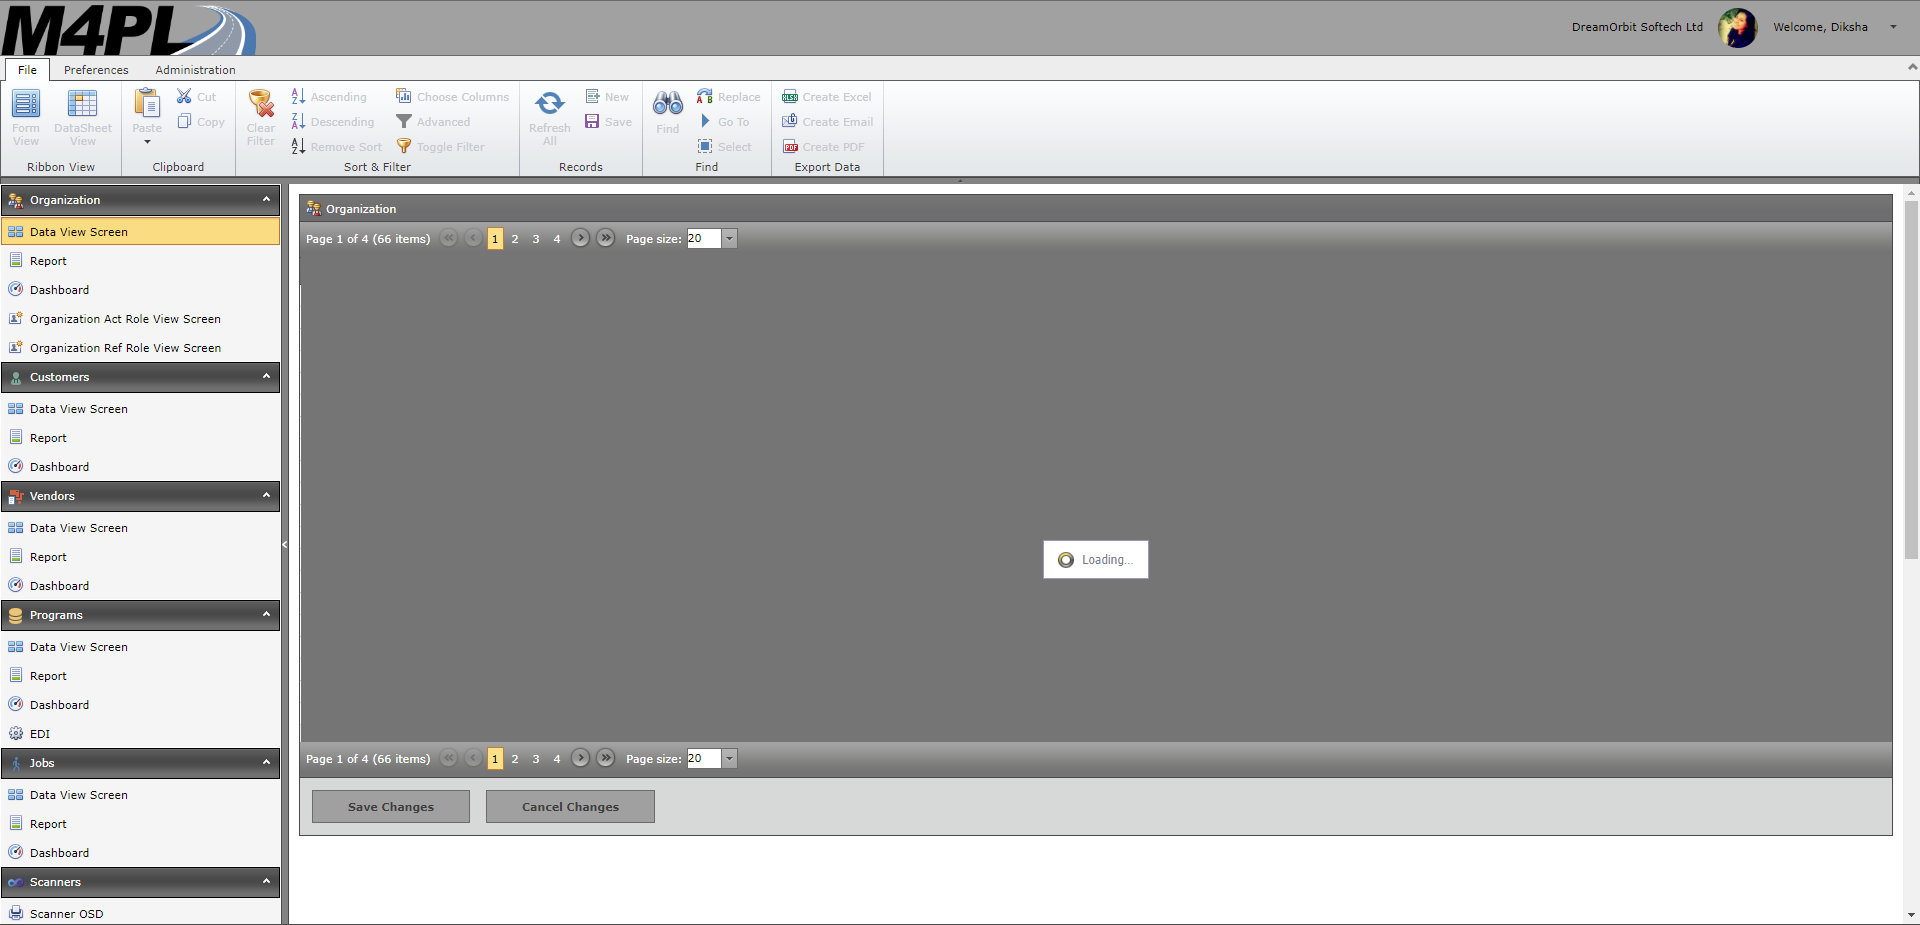 M4PL
DreamOrbit Softech Ltd
Welcome, Diksha
File Preferences Administration
Form View
DataSheet View
Ribbon View
Paste
Cut
Copy
Clipboard
Clear Filter
Ascending
Descending
Remove Sort
Choose Columns
Advanced
Toggle Filter
Sort & Filter
Refresh All
New
Save
Records
Find
Replace
Go To
Select
Find
Create Excel
Create Email
Create PDF
Export Data
Organization
Data View Screen
Report
Dashboard
Organization Act Role View Screen
Organization Ref Role View Screen
Customers
Data View Screen
Report
Dashboard
Vendors
Data View Screen
Report
Dashboard
Programs
Data View Screen
Report
Dashboard
EDI
Jobs
Data View Screen
Report
Dashboard
Scanners
Scanner OSD
Organization
Page 1 of 4 (66 items) 1 2 3 4 Page size: 20
Loading...
Page 1 of 4 (66 items) 1 2 3 4 Page size: 20
Save Changes Cancel Changes